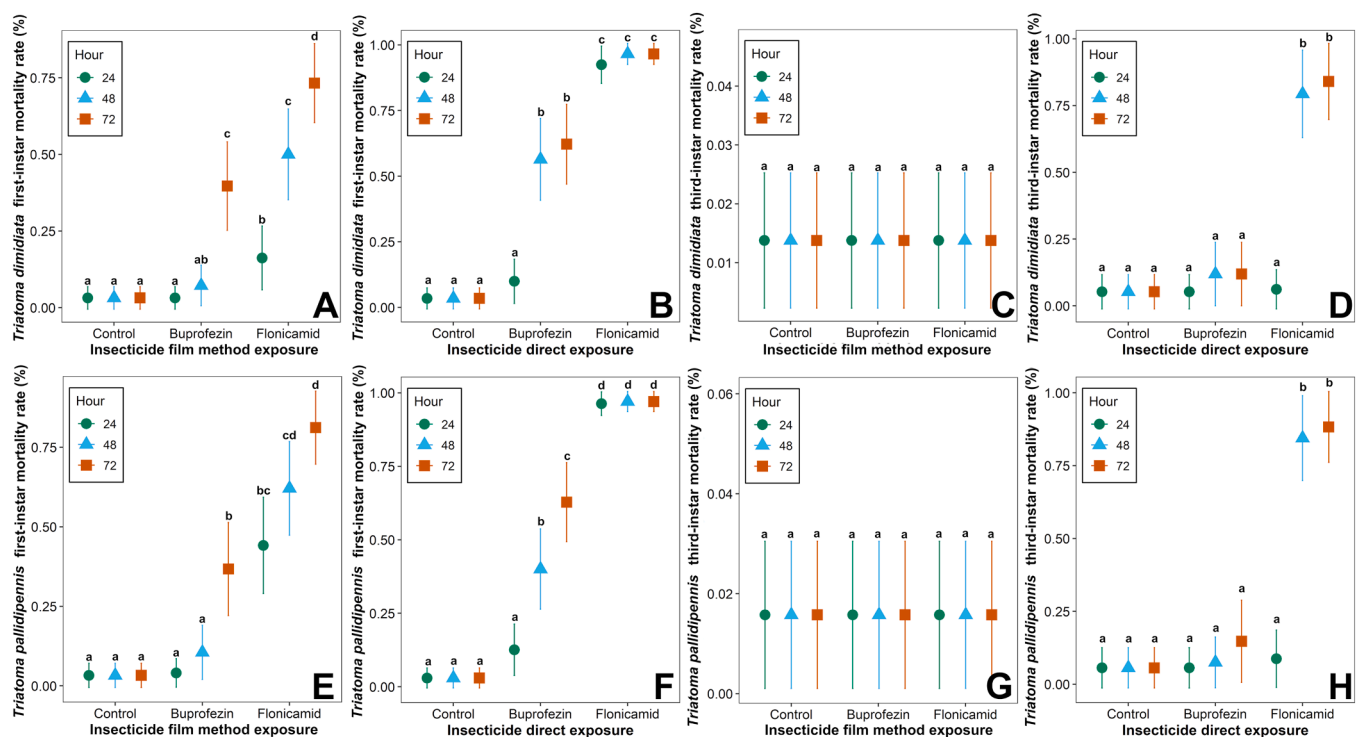 Triatoma dimidiata first-instar mortality rate (%)
0.75
0.50
0.25
0.00
Hour
24
48
72
a a a a ab c b c d
A
Control Buprofezin Flonicamid
Insecticide film method exposure
Triatoma dimidiata first-instar mortality rate (%)
1.00
0.75
0.50
0.25
0.00
Hour
24
48
72
a a a a b b c c c
B
Control Buprofezin Flonicamid
Insecticide direct exposure
Triatoma dimidiata third-instar mortality rate (%)
0.04
0.03
0.02
0.01
Hour
24
48
72
a a a a a a a a a
C
Control Buprofezin Flonicamid
Insecticide film method exposure
Triatoma dimidiata third-instar mortality rate (%)
1.00
0.75
0.50
0.25
0.00
Hour
24
48
72
a a a a a a a b b
D
Control Buprofezin Flonicamid
Insecticide direct exposure
Triatoma pallidipennis first-instar mortality rate (%)
0.75
0.50
0.25
0.00
Hour
24
48
72
a a a a a b bc cd d
E
Control Buprofezin Flonicamid
Insecticide film method exposure
Triatoma pallidipennis first-instar mortality rate (%)
1.00
0.75
0.50
0.25
0.00
Hour
24
48
72
a a a a b c d d d
F
Control Buprofezin Flonicamid
Insecticide direct exposure
Triatoma pallidipennis third-instar mortality rate (%)
0.06
0.04
0.02
0.00
Hour
24
48
72
a a a a a a a a a
G
Control Buprofezin Flonicamid
Insecticide film method exposure
Triatoma pallidipennis third-instar mortality rate (%)
1.00
0.75
0.50
0.25
0.00
Hour
24
48
72
a a a a a a a b b
H
Control Buprofezin Flonicamid
Insecticide direct exposure